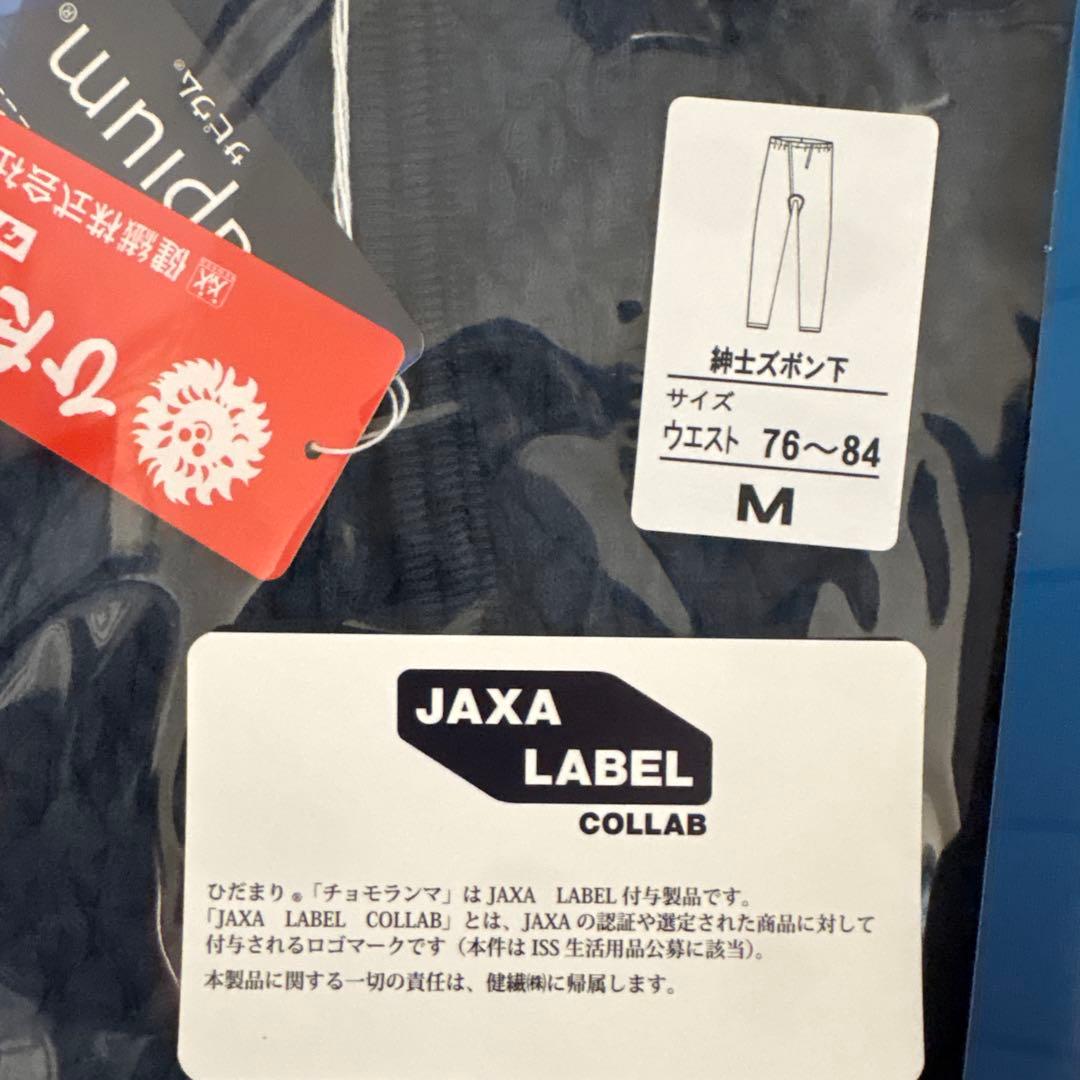 plum®
サピウム®
健繊株式会社
ひだ
紳士ズボン下
サイズ
ウエスト 76～84
M
JAXA
LABEL
COLLAB
ひだまり®「チョモランマ」は JAXA LABEL 付与製品です。
「JAXA LABEL COLLAB」とは、JAXA の認証や選定された商品に対して
付与されるロゴマークです（本件は ISS 生活用品公募に該当）。
本製品に関する一切の責任は、健繊㈱に帰属します。